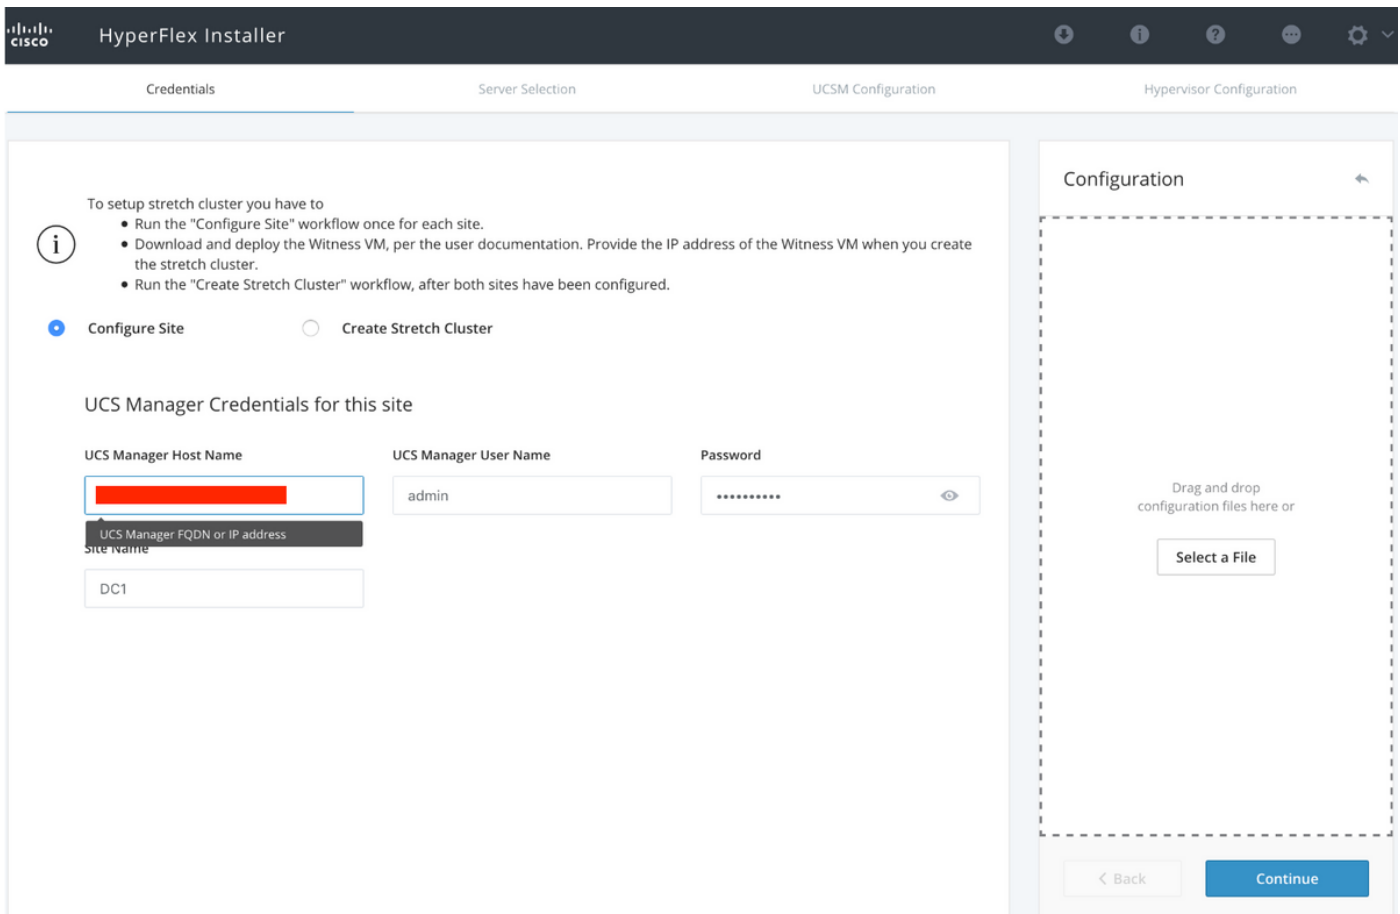 CISCO
HyperFlex Installer
Credentials
Server Selection
UCSM Configuration
Hypervisor Configuration
To setup stretch cluster you have to
• Run the "Configure Site" workflow once for each site.
• Download and deploy the Witness VM, per the user documentation. Provide the IP address of the Witness VM when you create
the stretch cluster.
• Run the "Create Stretch Cluster" workflow, after both sites have been configured.
Configure Site
Create Stretch Cluster
UCS Manager Credentials for this site
UCS Manager Host Name
UCS Manager User Name
Password
admin
••••••••••
UCS Manager FQDN or IP address
Site Name
DC1
Configuration
Drag and drop
configuration files here or
Select a File
< Back
Continue